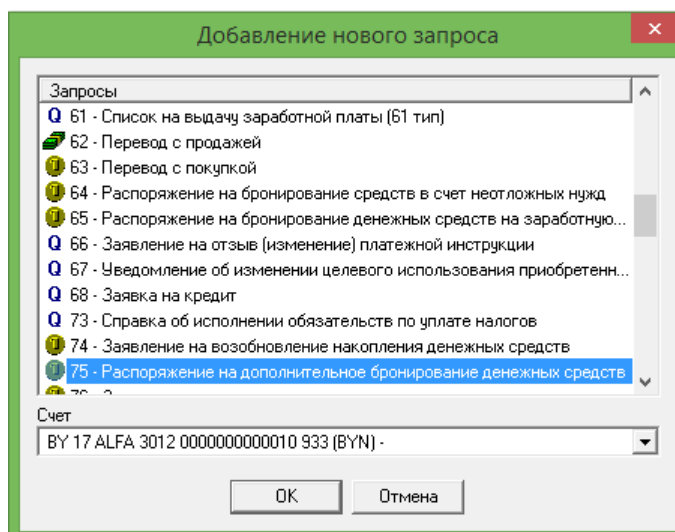 Добавление нового запроса
Запросы
61 - Список на выдачу заработной платы (61 тип)
62 - Перевод с продажей
63 - Перевод с покупкой
64 - Распоряжение на бронирование средств в счет неотложных нужд
65 - Распоряжение на бронирование денежных средств на заработную...
66 - Заявление на отзыв (изменение) платежной инструкции
67 - Уведомление об изменении целевого использования приобретенн...
68 - Заявка на кредит
73 - Справка об исполнении обязательств по уплате налогов
74 - Заявление на возобновление накопления денежных средств
75 - Распоряжение на дополнительное бронирование денежных средств
Счет
BY 17 ALFA 3012 0000000000010 933 (BYN) -
OK Отмена